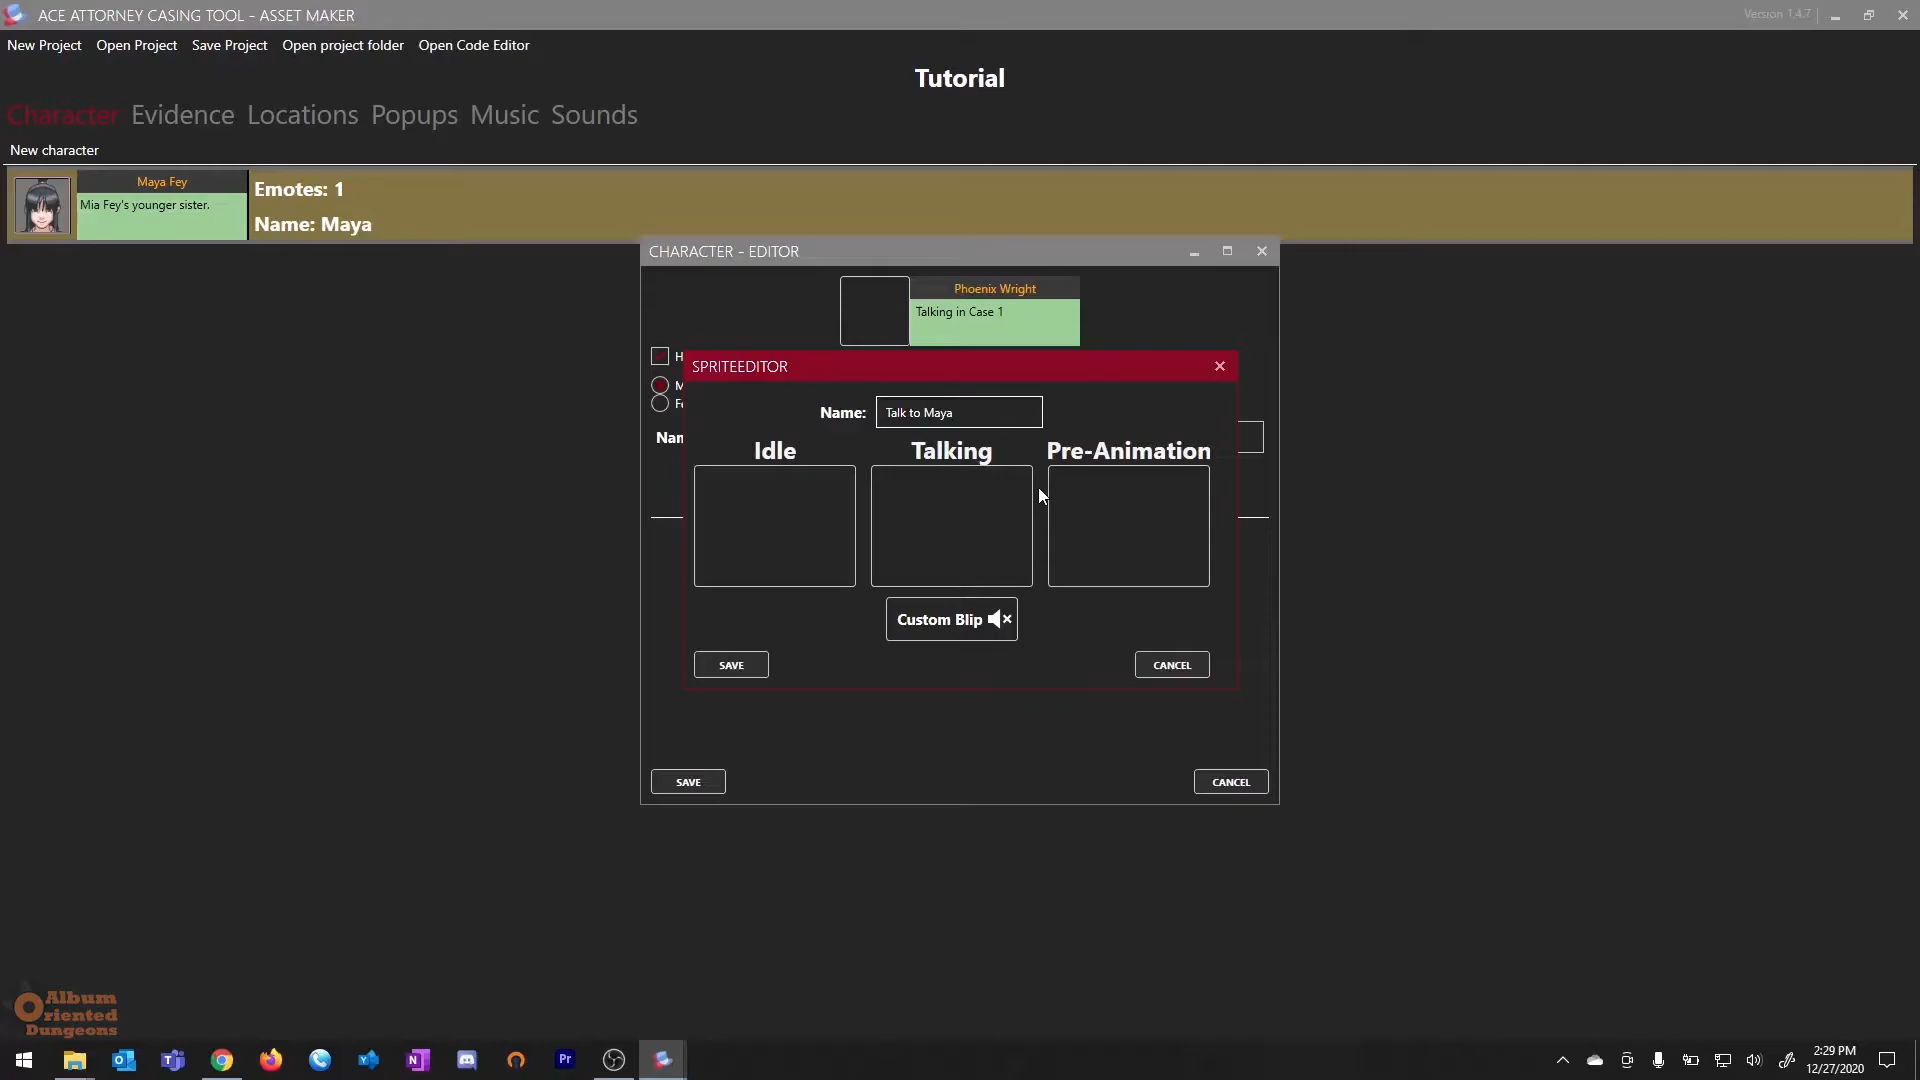 ACE ATTORNEY CASING TOOL - ASSET MAKER
Version 1.4.7
New Project Open Project Save Project Open project folder Open Code Editor
Tutorial
Character Evidence Locations Popups Music Sounds
New character
Maya Fey
Mia Fey's younger sister.
Emotes: 1
Name: Maya
CHARACTER - EDITOR
Phoenix Wright
Talking in Case 1
H
M
Fe
Nan
SPRITEEDITOR
Name: Talk to Maya
Idle Talking Pre-Animation
Custom Blip
SAVE CANCEL
SAVE CANCEL
Album
Oriented
Dungeons
2:29 PM
12/27/2020